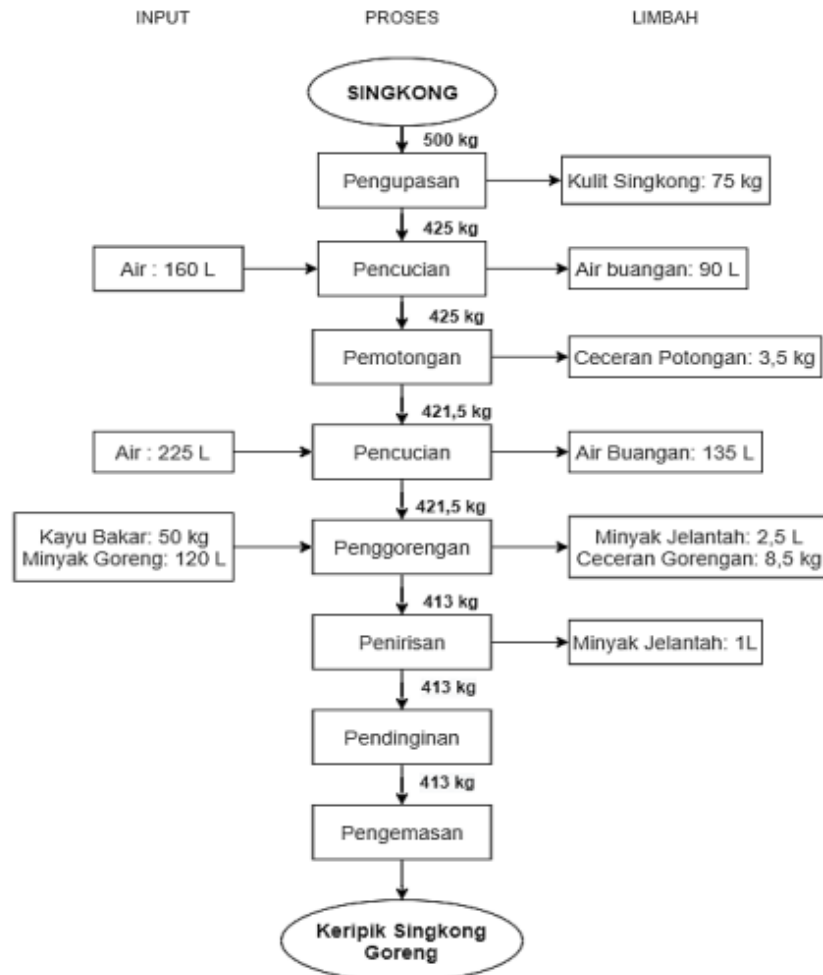 INPUT PROSES LIMBAH
SINGKONG
500 kg
Pengupasan
Kulit Singkong: 75 kg
425 kg
Air : 160 L
Pencucian
Air buangan: 90 L
425 kg
Pemotongan
Ceceran Potongan: 3,5 kg
421,5 kg
Air : 225 L
Pencucian
Air Buangan: 135 L
421,5 kg
Kayu Bakar: 50 kg
Minyak Goreng: 120 L
Penggorengan
Minyak Jelantah: 2,5 L
Ceceran Gorengan: 8,5 kg
413 kg
Penirisan
Minyak Jelantah: 1L
413 kg
Pendinginan
413 kg
Pengemasan
Keripik Singkong
Goreng